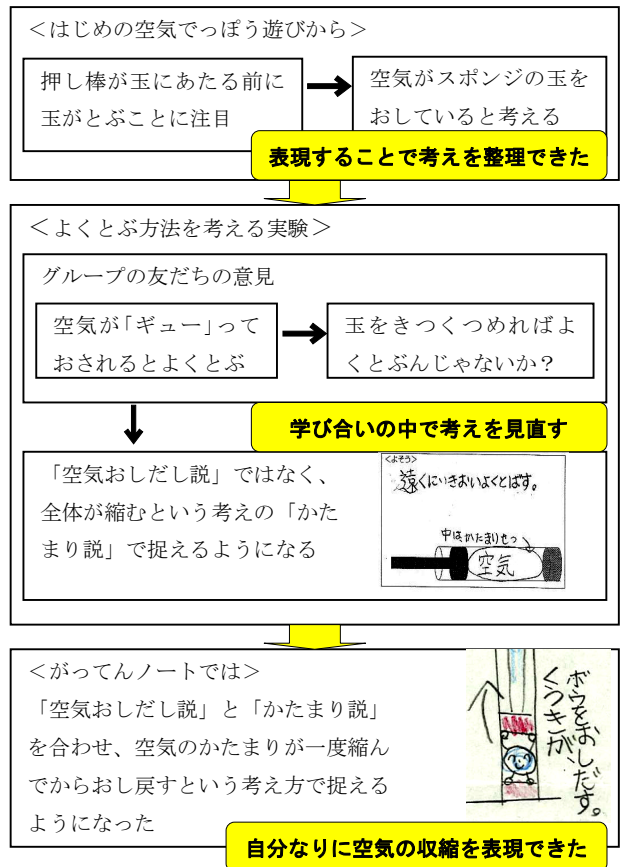 ＜はじめの空気でっぽう遊びから＞
押し棒が玉にあたる前に
玉がとぶことに注目
空気がスポンジの玉を
おしていると考える
表現することで考えを整理できた
＜よくとぶ方法を考える実験＞
グループの友だちの意見
空気が「ギュー」って
おされるとよくとぶ
玉をきつくつめればよ
くとぶんじゃないか？
学び合いの中で考えを見直す
「空気おしだし説」ではなく、
全体が縮むという考えの「かた
まり説」で捉えるようになる
＜よそう＞
遠くにいきおいよくとばす。
中はかたまりせつ
空気
＜がってんノートでは＞
「空気おしだし説」と「かたまり説」
を合わせ、空気のかたまりが一度縮ん
でからおし戻すという考え方で捉える
ようになった
ボウをおしだす。
くうきが、
自分なりに空気の収縮を表現できた